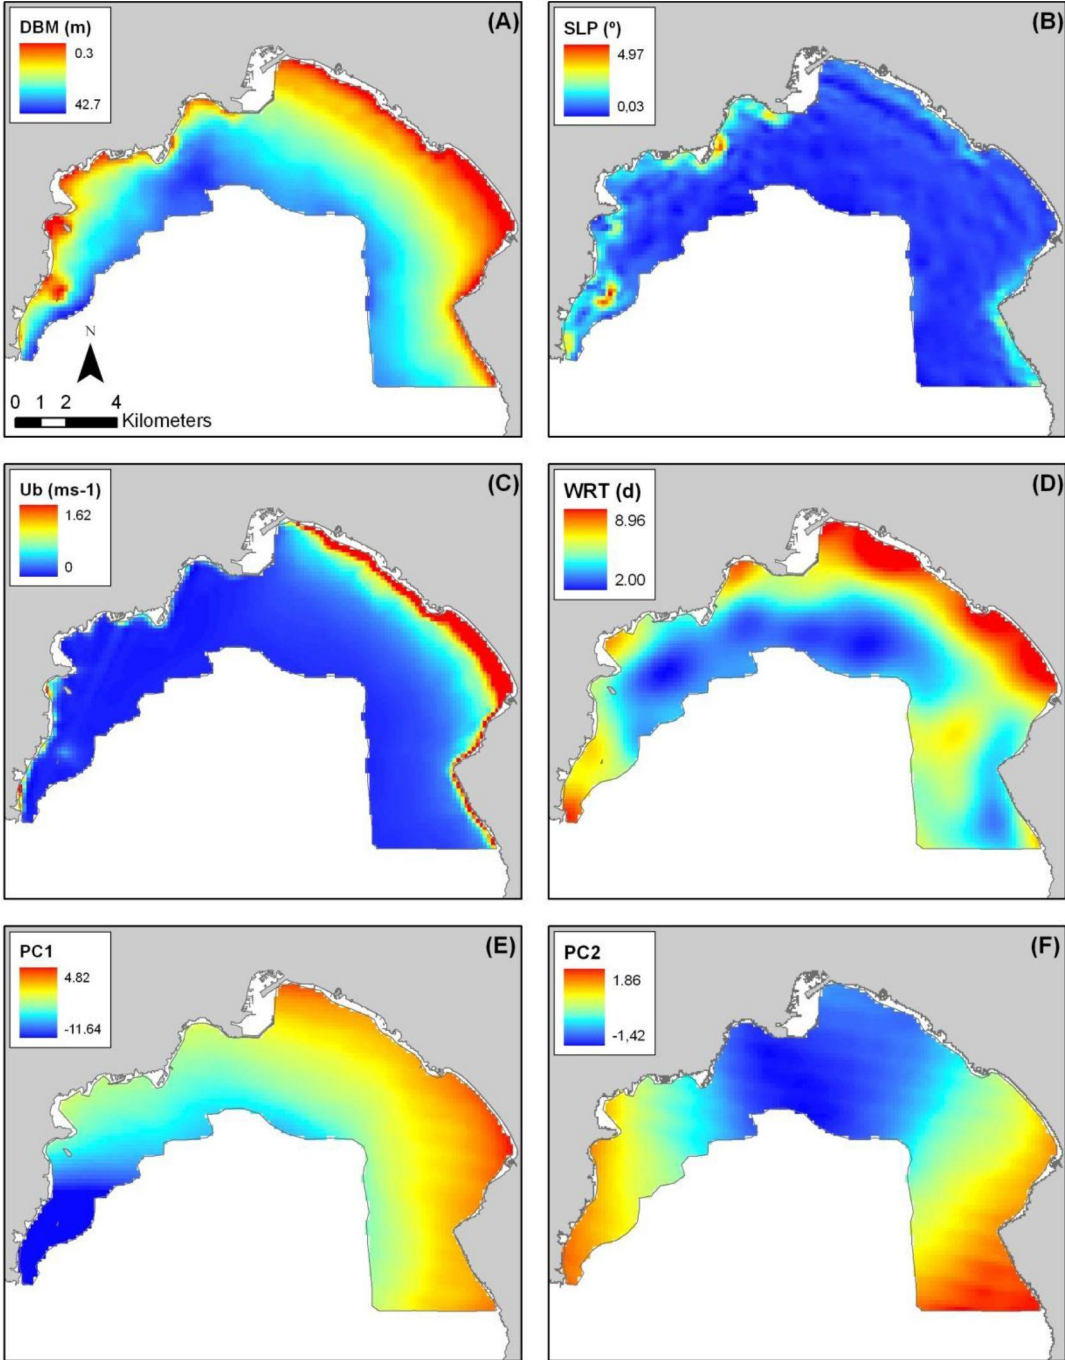 DBM (m)
0.3
42.7
(A)
N
0 1 2 4
Kilometers
SLP (º)
4.97
0,03
(B)
Ub (ms-1)
1.62
0
(C)
WRT (d)
8.96
2.00
(D)
PC1
4.82
-11.64
(E)
PC2
1.86
-1,42
(F)